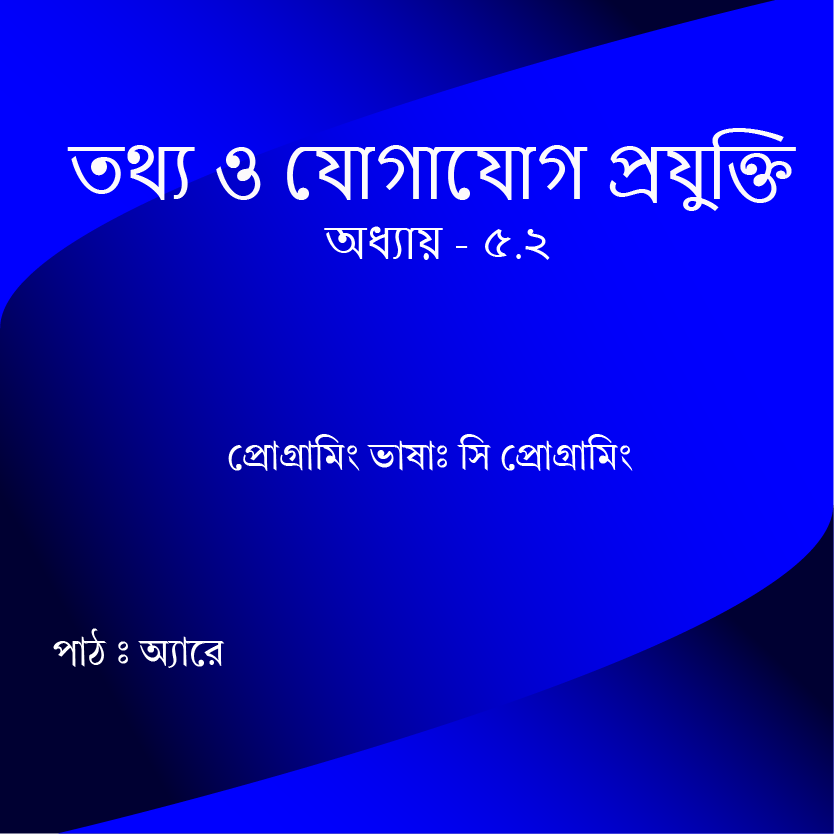 তথ্য ও যোগাযোগ প্রযুক্তি
অধ্যায় - ৫.২
প্রোগ্রামিং ভাষাঃ সি প্রোগ্রামিং
পাঠ ঃ অ্যারে